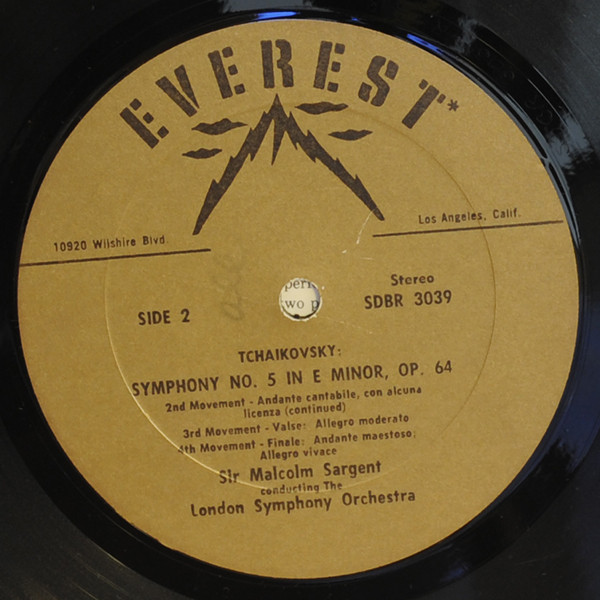 EVEREST*
10920 Wilshire Blvd.
Los Angeles, Calif.
SIDE 2
Stereo
SDBR 3039
TCHAIKOVSKY:
SYMPHONY NO. 5 IN E MINOR, OP. 64
2nd Movement - Andante cantabile, con alcuna
licenza (continued)
3rd Movement - Valse: Allegro moderato
4th Movement - Finale: Andante maestoso;
Allegro vivace
Sir Malcolm Sargent
conducting The
London Symphony Orchestra